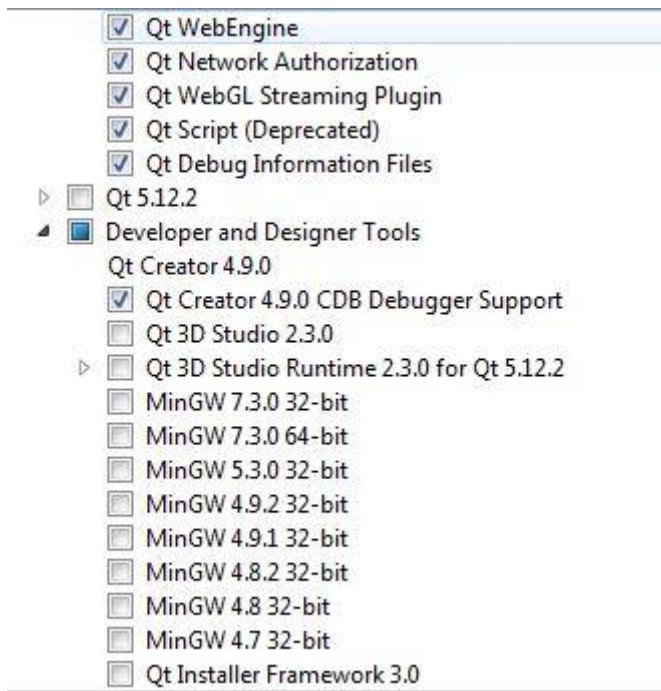 Qt WebEngine
Qt Network Authorization
Qt WebGL Streaming Plugin
Qt Script (Deprecated)
Qt Debug Information Files
Qt 5.12.2
Developer and Designer Tools
Qt Creator 4.9.0
Qt Creator 4.9.0 CDB Debugger Support
Qt 3D Studio 2.3.0
Qt 3D Studio Runtime 2.3.0 for Qt 5.12.2
MinGW 7.3.0 32-bit
MinGW 7.3.0 64-bit
MinGW 5.3.0 32-bit
MinGW 4.9.2 32-bit
MinGW 4.9.1 32-bit
MinGW 4.8.2 32-bit
MinGW 4.8 32-bit
MinGW 4.7 32-bit
Qt Installer Framework 3.0